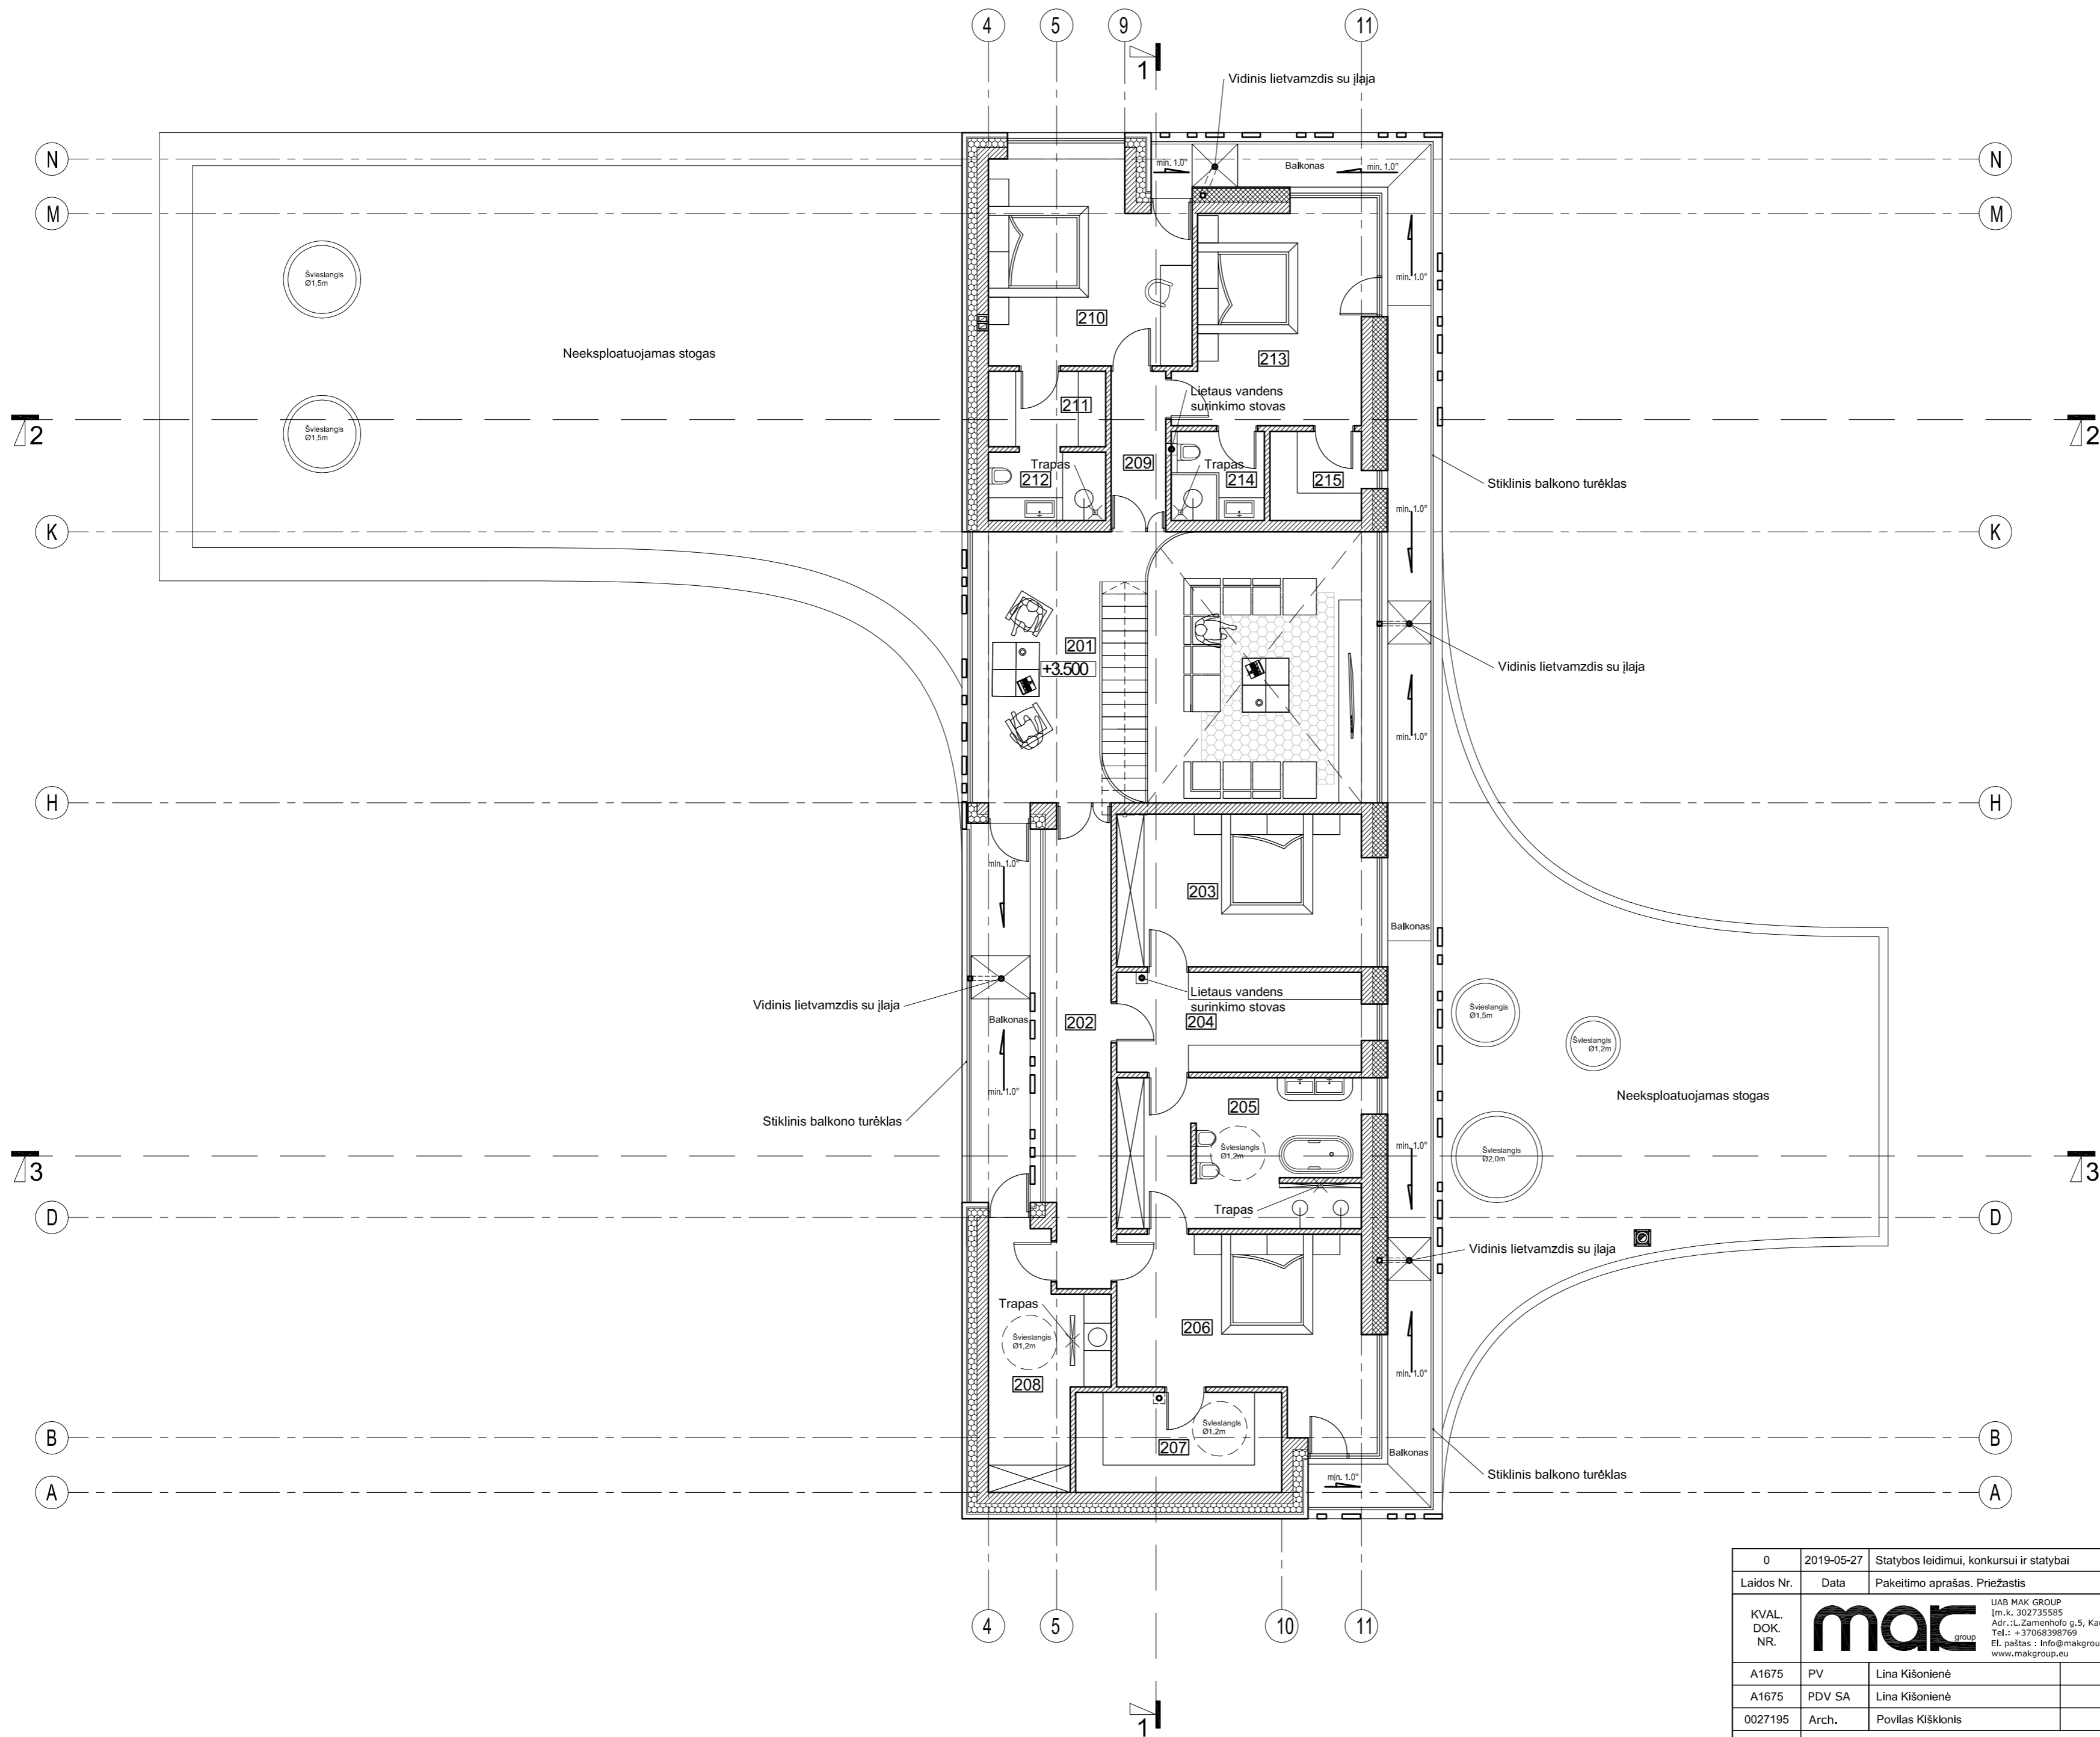 4
5
9
11
1
Vidinis lietvamzdis su įlaja
N
min. 1.0°
Balkonas
min. 1.0°
N
M
M
Švieslangis
Ø1,5m
min. 1.0°
210
Neeksploatuojamas stogas
213
Lietaus vandens
surinkimo stovas
211
2
Švieslangis
Ø1,5m
2
Trapas
209
Trapas
212
214
215
Stiklinis balkono turėklas
min. 1.0°
K
K
201
+3.500
Vidinis lietvamzdis su įlaja
min. 1.0°
H
H
min. 1.0°
203
Balkonas
Lietaus vandens
surinkimo stovas
Vidinis lietvamzdis su įlaja
Balkonas
202
204
Švieslangis
Ø1,5m
Švieslangis
Ø1,2m
min. 1.0°
Neeksploatuojamas stogas
205
Stiklinis balkono turėklas
Švieslangis
Ø1,2m
min. 1.0°
Švieslangis
Ø2,0m
3
3
Trapas
D
D
Vidinis lietvamzdis su įlaja
Trapas
206
Švieslangis
Ø1,2m
min. 1.0°
208
Švieslangis
Ø1,2m
B
207
Balkonas
B
min. 1.0°
Stiklinis balkono turėklas
A
A
0 2019-05-27 Statybos leidimui, konkursui ir statybai
Laidos Nr. Data Pakeitimo aprašas. Priežastis
KVAL.
DOK.
NR.
mac
group
UAB MAK GROUP
Įm.k. 302735585
Adr.:L.Zamenhofo g.5, Ka
Tel.: +37068398769
El. paštas : Info@makgrou
www.makgroup.eu
4
5
10
11
A1675 PV Lina Kišonienė
A1675 PDV SA Lina Kišonienė
0027195 Arch. Povilas Kiškionis
1